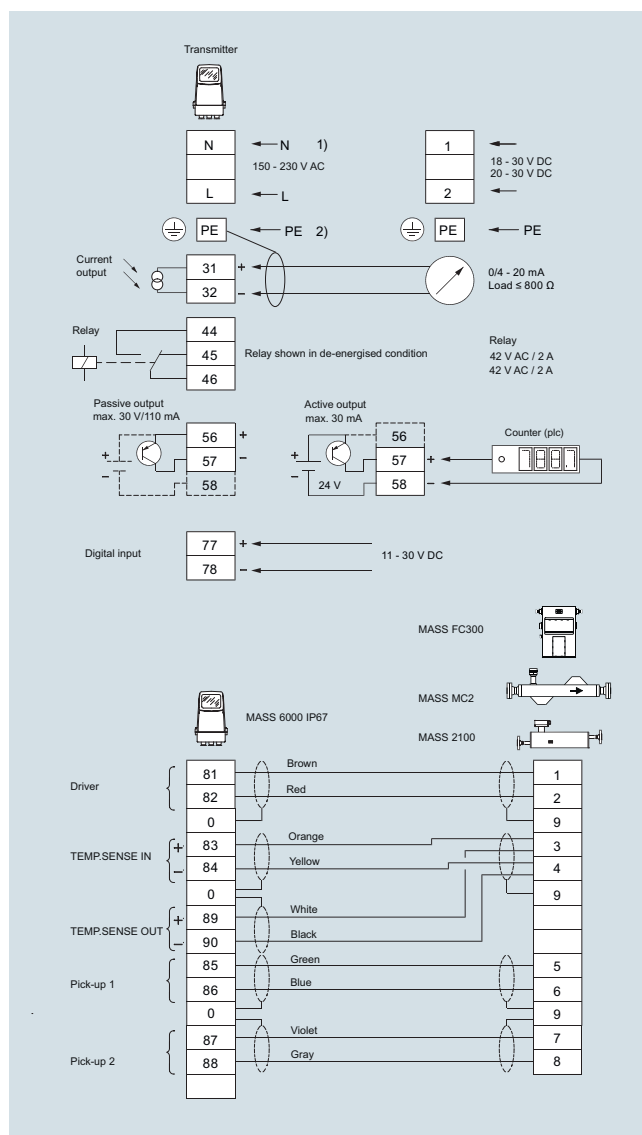 Transmitter
N
N 1)
1
150 - 230 V AC
18 - 30 V DC
20 - 30 V DC
L
L
2
PE
PE 2)
PE
PE
Current
output
31
+
32
–
0/4 - 20 mA
Load ≤ 800 Ω
Relay
44
45
46
Relay shown in de-energised condition
Relay
42 V AC / 2 A
42 V AC / 2 A
Passive output
max. 30 V/110 mA
+
–
56
+
57
–
58
Active output
max. 30 mA
+
–
24 V
56
57
+
58
–
Counter (plc)
Digital input
77
+
78
–
11 - 30 V DC
MASS FC300
MASS MC2
MASS 6000 IP67
MASS 2100
Driver
81
Brown
1
82
Red
2
0
9
TEMP.SENSE IN
+
83
Orange
3
–
84
Yellow
4
0
9
TEMP.SENSE OUT
+
89
White
–
90
Black
Pick-up 1
85
Green
5
86
Blue
6
0
9
Pick-up 2
87
Violet
7
88
Gray
8